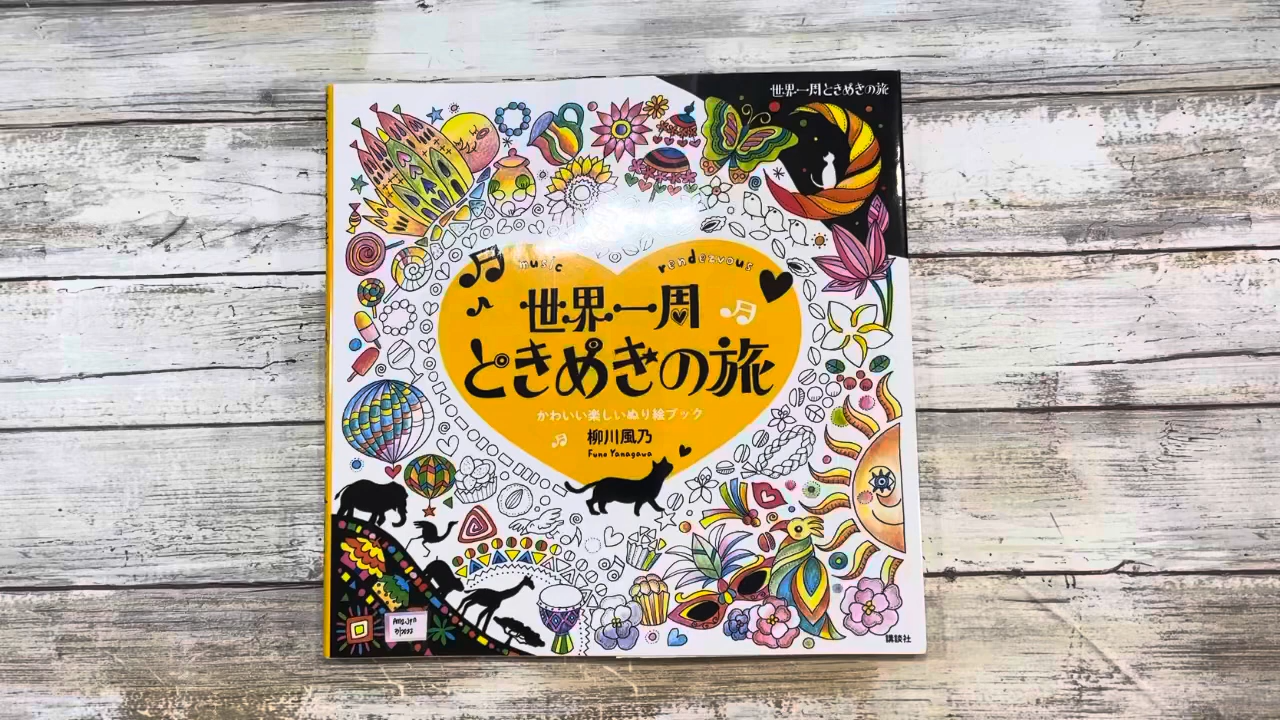 世界一周ときめきの旅
music rendezvous
世界一周
ときめきの旅
かわいい楽しいぬり絵ブック
柳川風乃
Funo Yanagawa
講談社